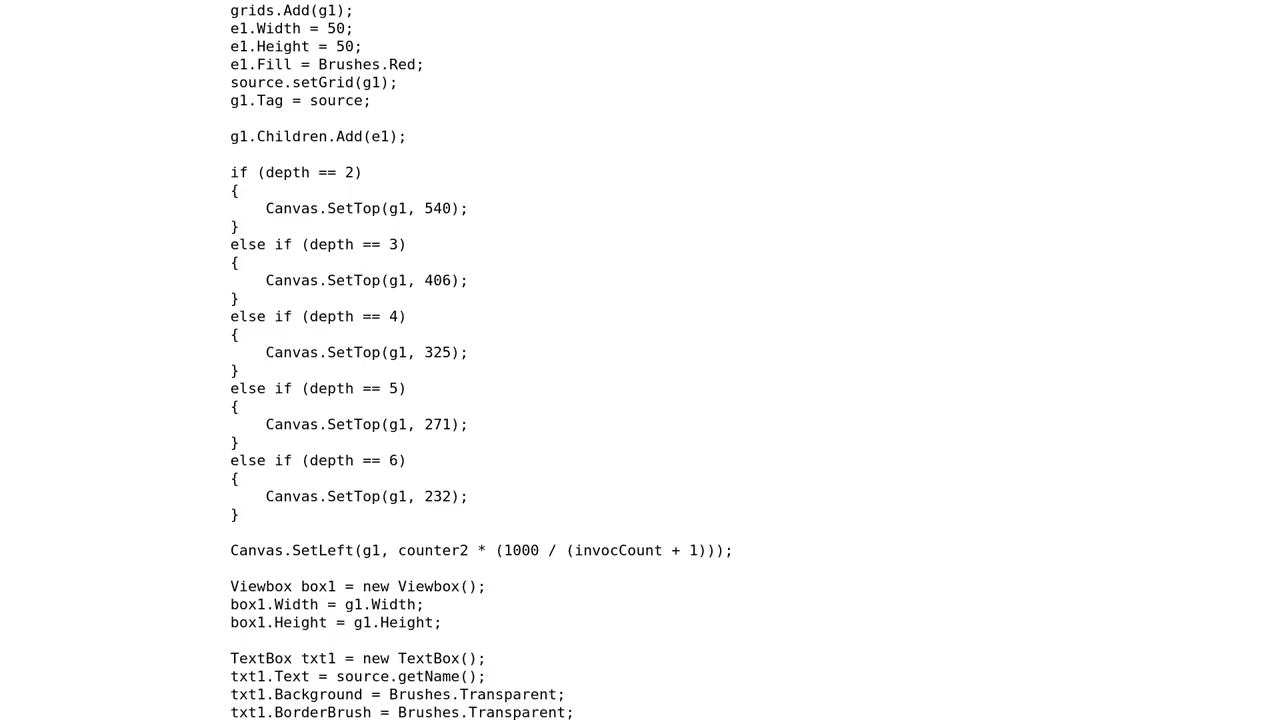 grids.Add(g1);
e1.Width = 50;
e1.Height = 50;
e1.Fill = Brushes.Red;
source.setGrid(g1);
g1.Tag = source;

g1.Children.Add(e1);

if (depth == 2)
{
    Canvas.SetTop(g1, 540);
}
else if (depth == 3)
{
    Canvas.SetTop(g1, 406);
}
else if (depth == 4)
{
    Canvas.SetTop(g1, 325);
}
else if (depth == 5)
{
    Canvas.SetTop(g1, 271);
}
else if (depth == 6)
{
    Canvas.SetTop(g1, 232);
}

Canvas.SetLeft(g1, counter2 * (1000 / (invocCount + 1)));

Viewbox box1 = new Viewbox();
box1.Width = g1.Width;
box1.Height = g1.Height;

TextBox txt1 = new TextBox();
txt1.Text = source.getName();
txt1.Background = Brushes.Transparent;
txt1.BorderBrush = Brushes.Transparent;